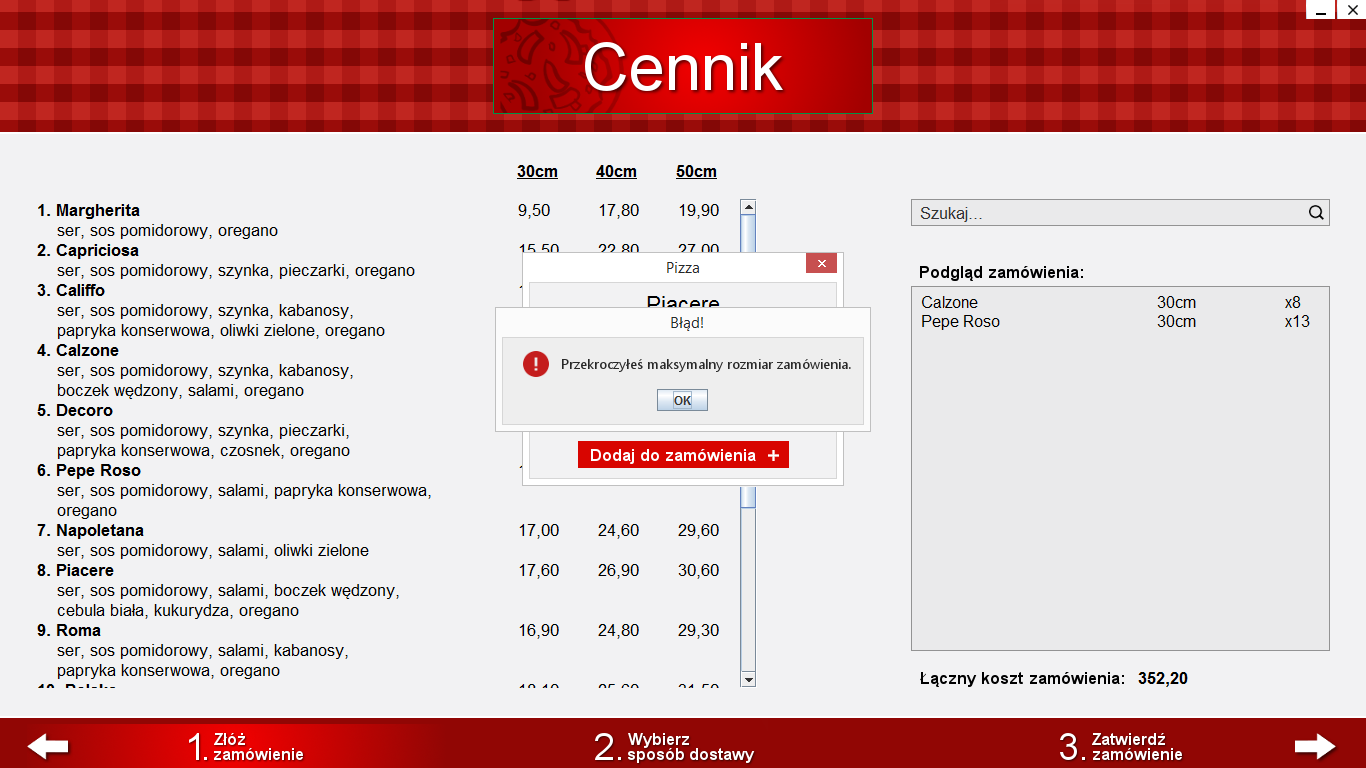 Cennik
30cm 40cm 50cm
1. Margherita 9,50 17,80 19,90
ser, sos pomidorowy, oregano
2. Capriciosa 15,50 22,80 27,00
ser, sos pomidorowy, szynka, pieczarki, oregano
3. Califfo
ser, sos pomidorowy, szynka, kabanosy,
papryka konserwowa, oliwki zielone, oregano
4. Calzone
ser, sos pomidorowy, szynka, kabanosy,
boczek wędzony, salami, oregano
5. Decoro
ser, sos pomidorowy, szynka, pieczarki,
papryka konserwowa, czosnek, oregano
6. Pepe Roso
ser, sos pomidorowy, salami, papryka konserwowa,
oregano
7. Napoletana 17,00 24,60 29,60
ser, sos pomidorowy, salami, oliwki zielone
8. Piacere 17,60 26,90 30,60
ser, sos pomidorowy, salami, boczek wędzony,
cebula biała, kukurydza, oregano
9. Roma 16,90 24,80 29,30
ser, sos pomidorowy, salami, kabanosy,
papryka konserwowa, oregano
Pizza
Piacere
Błąd!
Przekroczyłeś maksymalny rozmiar zamówienia.
OK
Dodaj do zamówienia +
Szukaj...
Podgląd zamówienia:
Calzone 30cm x8
Pepe Roso 30cm x13
Łączny koszt zamówienia: 352,20
1. Złóż
zamówienie
2. Wybierz
sposób dostawy
3. Zatwierdź
zamówienie